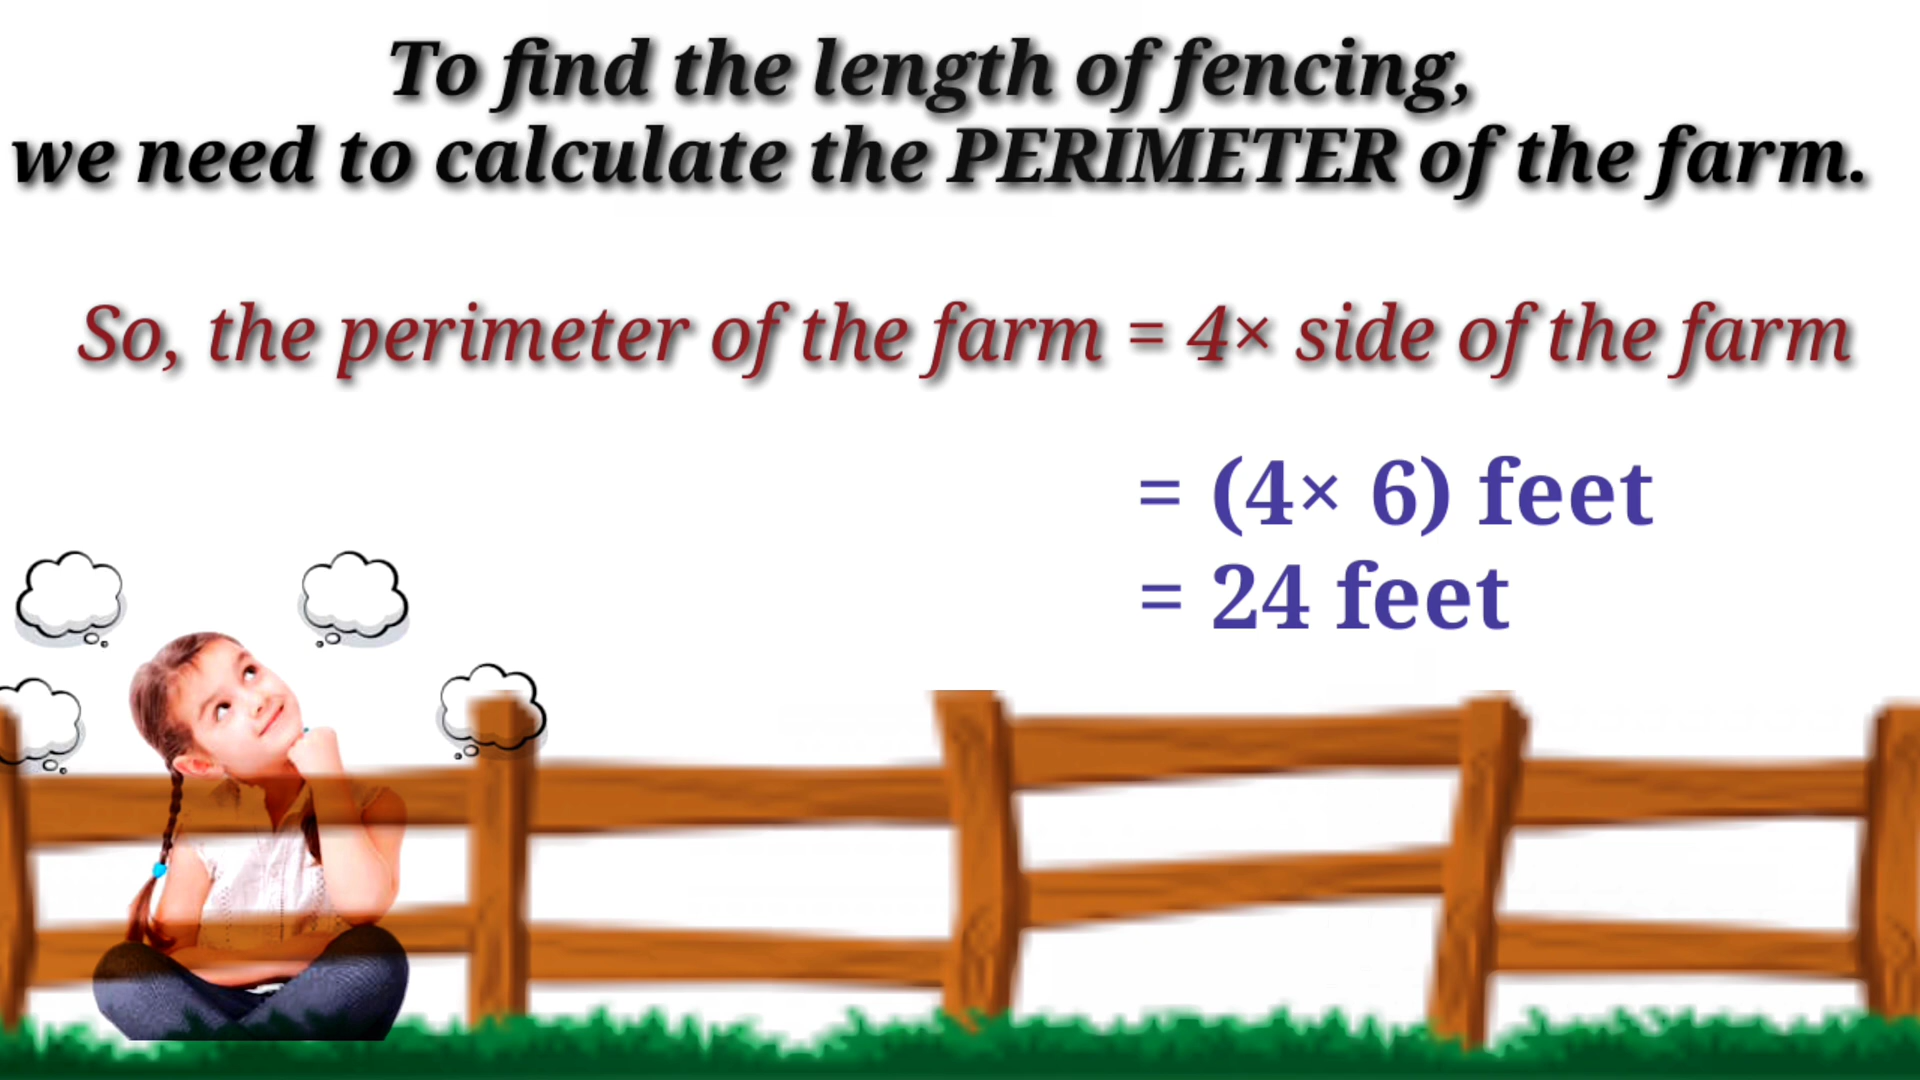 To find the length of fencing,
we need to calculate the PERIMETER of the farm.
So, the perimeter of the farm = 4× side of the farm
= (4× 6) feet
= 24 feet